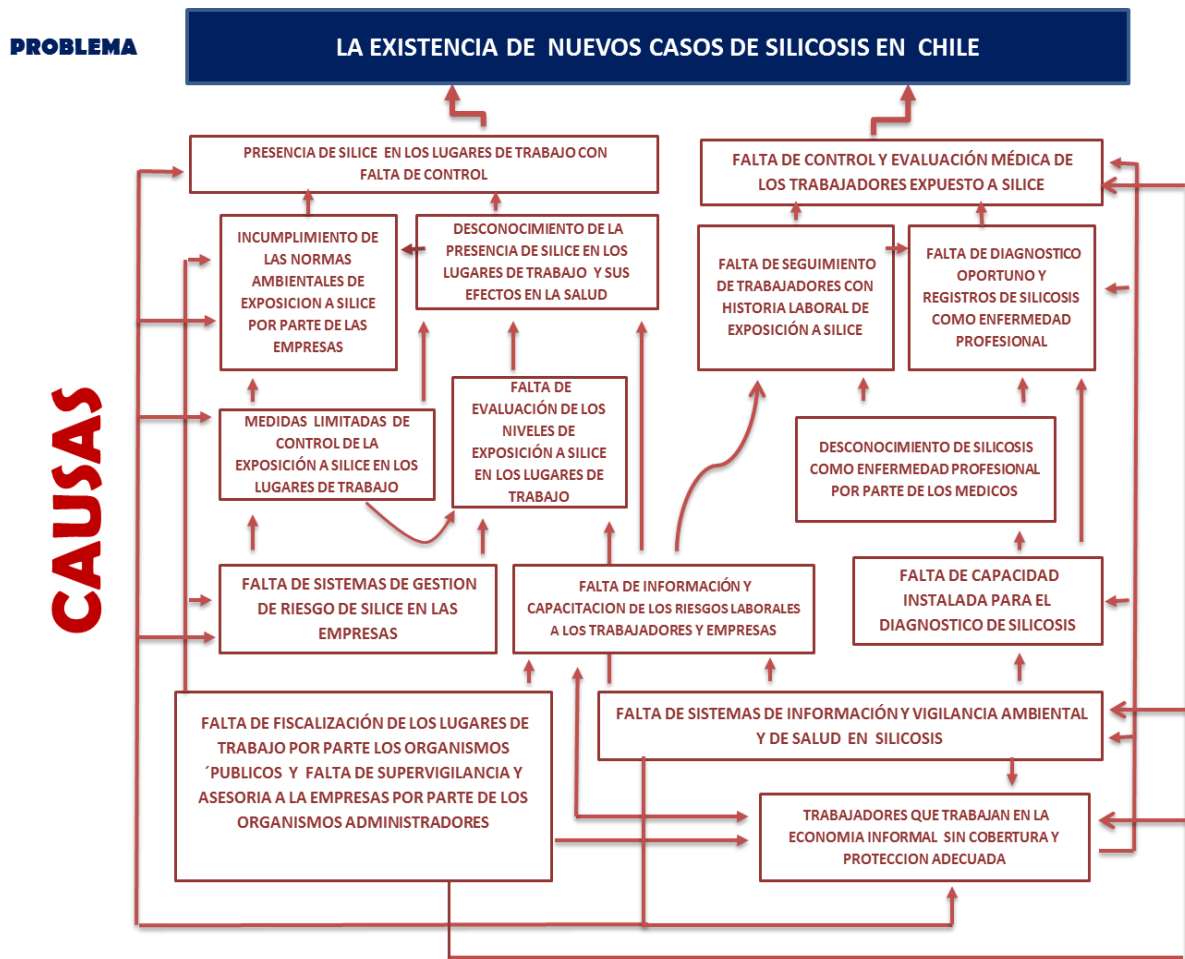 PROBLEMA
LA EXISTENCIA DE NUEVOS CASOS DE SILICOSIS EN CHILE
CAUSAS
PRESENCIA DE SILICE EN LOS LUGARES DE TRABAJO CON
FALTA DE CONTROL
FALTA DE CONTROL Y EVALUACIÓN MÉDICA DE
LOS TRABAJADORES EXPUESTO A SILICE
INCUMPLIMIENTO DE
LAS NORMAS
AMBIENTALES DE
EXPOSICION A SILICE
POR PARTE DE LAS
EMPRESAS
DESCONOCIMIENTO DE LA
PRESENCIA DE SILICE EN LOS
LUGARES DE TRABAJO Y SUS
EFECTOS EN LA SALUD
FALTA DE SEGUIMIENTO
DE TRABAJADORES CON
HISTORIA LABORAL DE
EXPOSICIÓN A SILICE
FALTA DE DIAGNOSTICO
OPORTUNO Y
REGISTROS DE SILICOSIS
COMO ENFERMEDAD
PROFESIONAL
MEDIDAS LIMITADAS DE
CONTROL DE LA
EXPOSICIÓN A SILICE EN LOS
LUGARES DE TRABAJO
FALTA DE
EVALUACIÓN DE LOS
NIVELES DE
EXPOSICIÓN A SILICE
EN LOS LUGARES DE
TRABAJO
DESCONOCIMIENTO DE SILICOSIS
COMO ENFERMEDAD PROFESIONAL
POR PARTE DE LOS MEDICOS
FALTA DE SISTEMAS DE GESTION
DE RIESGO DE SILICE EN LAS
EMPRESAS
FALTA DE INFORMACIÓN Y
CAPACITACION DE LOS RIESGOS LABORALES
A LOS TRABAJADORES Y EMPRESAS
FALTA DE CAPACIDAD
INSTALADA PARA EL
DIAGNOSTICO DE SILICOSIS
FALTA DE FISCALIZACIÓN DE LOS LUGARES DE
TRABAJO POR PARTE LOS ORGANISMOS
´PUBLICOS Y FALTA DE SUPERVIGILANCIA Y
ASESORIA A LA EMPRESAS POR PARTE DE LOS
ORGANISMOS ADMINISTRADORES
FALTA DE SISTEMAS DE INFORMACIÓN Y VIGILANCIA AMBIENTAL
Y DE SALUD EN SILICOSIS
TRABAJADORES QUE TRABAJAN EN LA
ECONOMIA INFORMAL SIN COBERTURA Y
PROTECCION ADECUADA